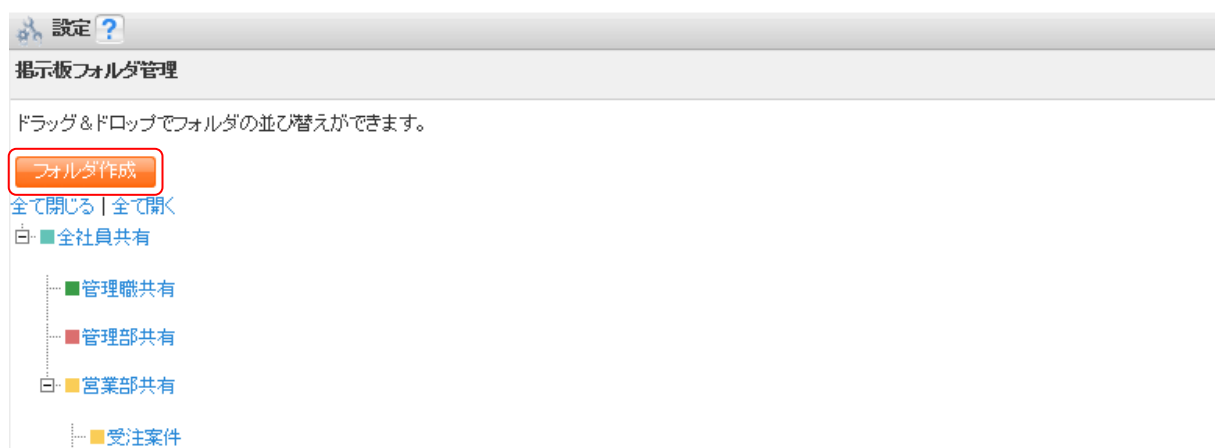 設定 ?
掲示板フォルダ管理
ドラッグ&ドロップでフォルダの並び替えができます。
フォルダ作成
全て閉じる | 全て開く
全社員共有
管理職共有
管理部共有
営業部共有
受注案件